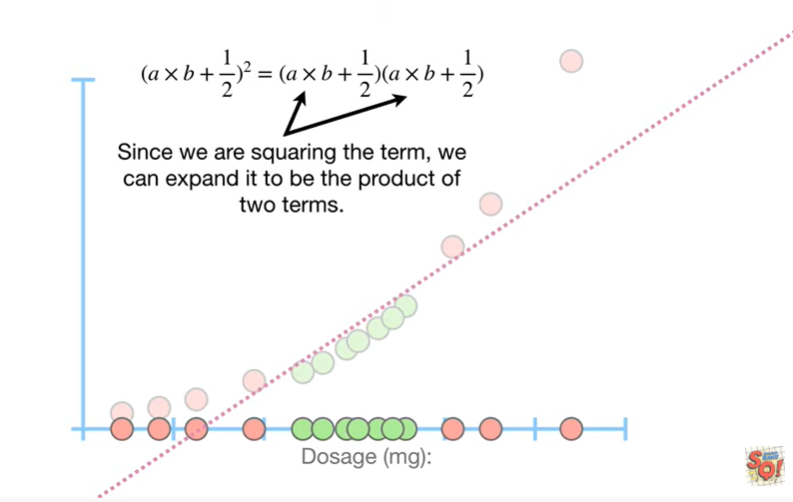 (a × b + 1/2)² = (a × b + 1/2)(a × b + 1/2)
Since we are squaring the term, we
can expand it to be the product of
two terms.
Dosage (mg):
SQ!